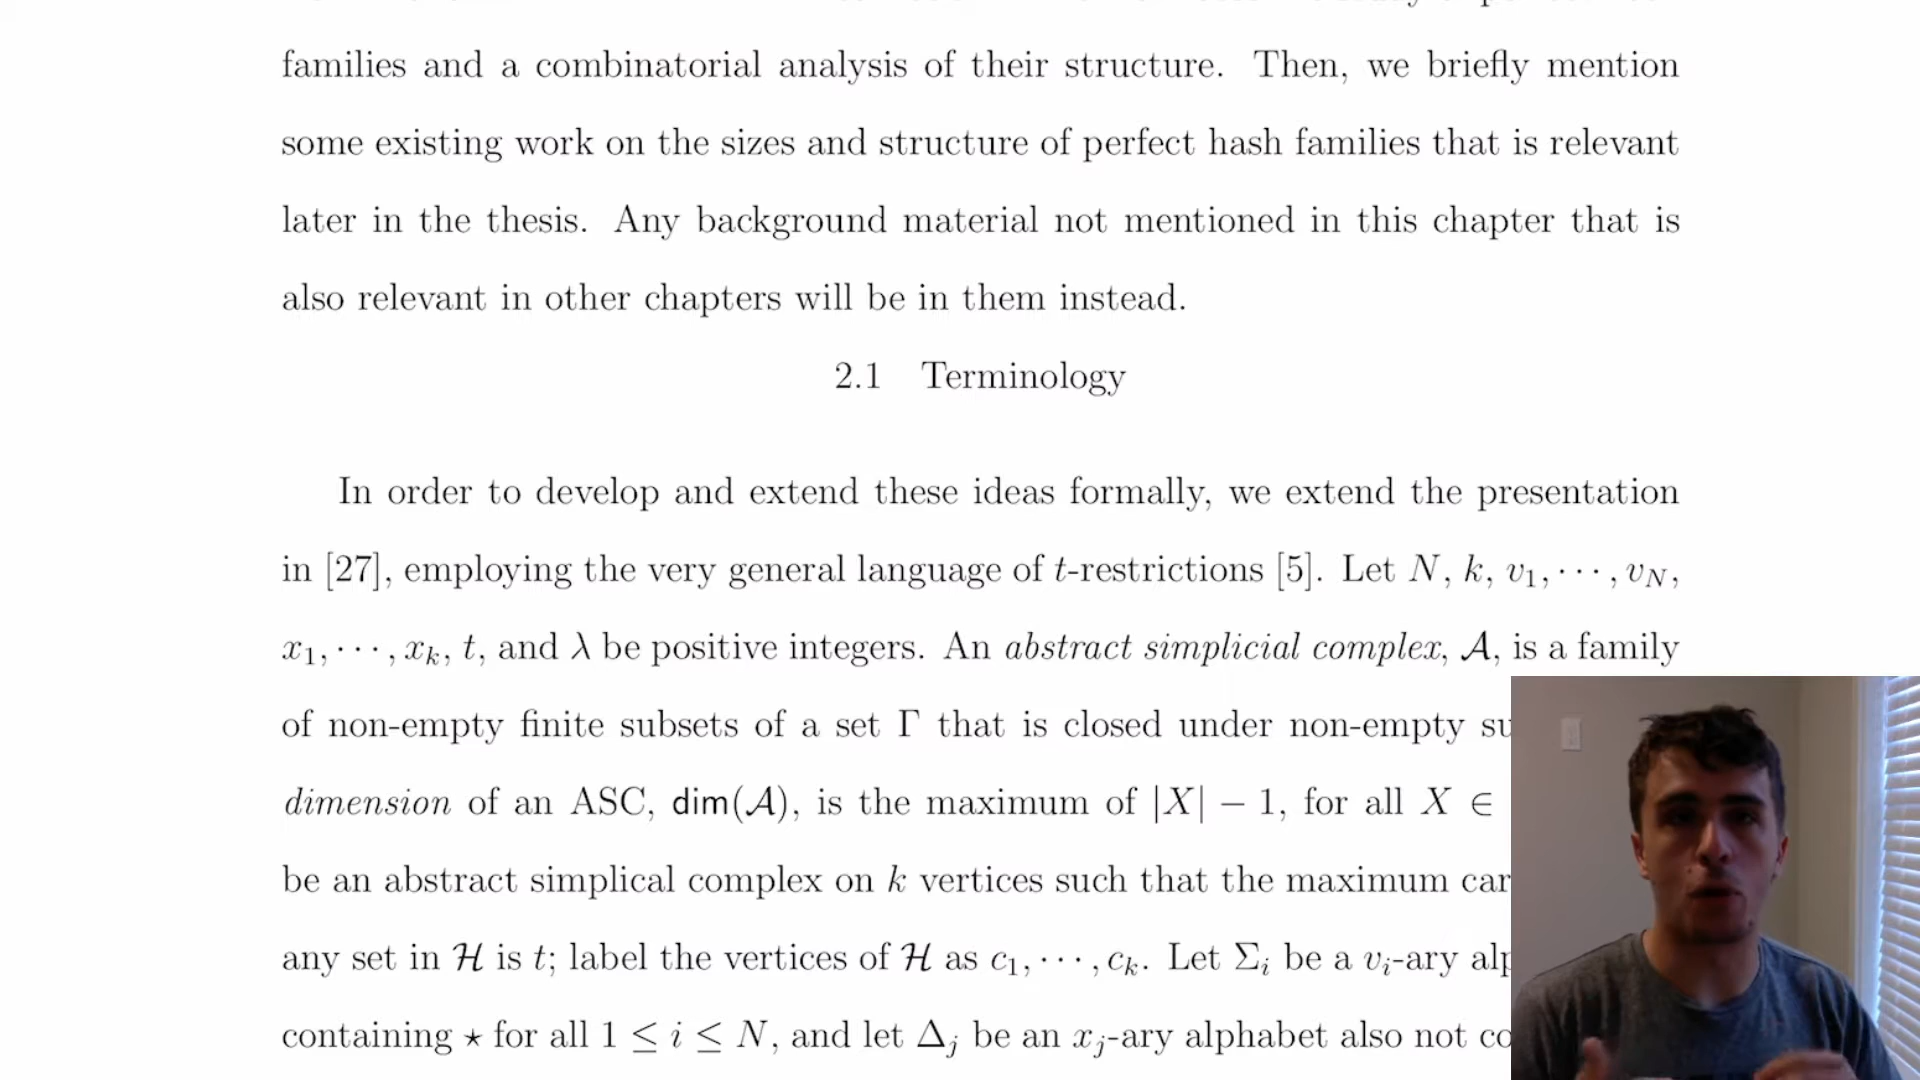 families and a combinatorial analysis of their structure. Then, we briefly mention
some existing work on the sizes and structure of perfect hash families that is relevant
later in the thesis. Any background material not mentioned in this chapter that is
also relevant in other chapters will be in them instead.
2.1 Terminology
In order to develop and extend these ideas formally, we extend the presentation
in [27], employing the very general language of t-restrictions [5]. Let N, k, v₁, ⋯ , v_N,
x₁, ⋯ , x_k, t, and λ be positive integers. An abstract simplicial complex, 𝒜, is a family
of non-empty finite subsets of a set Γ that is closed under non-empty
dimension of an ASC, dim(𝒜), is the maximum of |X| − 1, for all X ∈
be an abstract simplical complex on k vertices such that the maximum
any set in ℋ is t; label the vertices of ℋ as c₁, ⋯ , c_k. Let Σᵢ be a vᵢ-ary
containing ⋆ for all 1 ≤ i ≤ N, and let Δⱼ be an xⱼ-ary alphabet also not